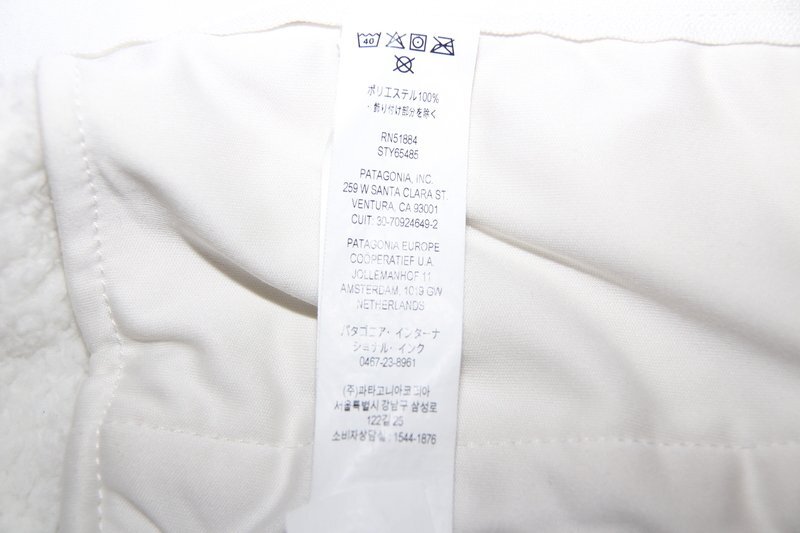 40
ポリエステル100%
・飾り付け部分を除く
RN51884
STY65485
PATAGONIA, INC.
259 W SANTA CLARA ST.
VENTURA, CA 93001
CUIT: 30-70924649-2
PATAGONIA EUROPE
COOPERATIEF U.A.
JOLLEMANHOF 11
AMSTERDAM, 1019 GW
NETHERLANDS
パタゴニア・インターナ
ショナル・インク
0467-23-8961
(주)파타고니아코리아
서울특별시 강남구 삼성로
122길 25
소비자상담실: 1544-1876